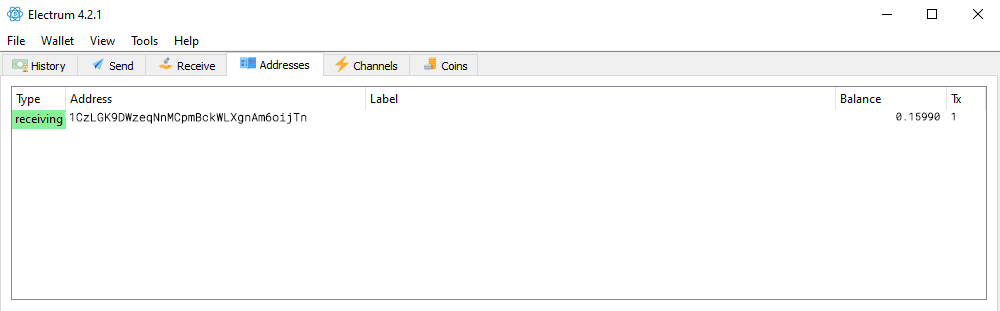 Electrum 4.2.1
File Wallet View Tools Help
History Send Receive Addresses Channels Coins
Type Address Label Balance Tx
receiving 1CzLGK9DWzeqNnMCpmBckWLXgnAm6oijTn 0.15990 1